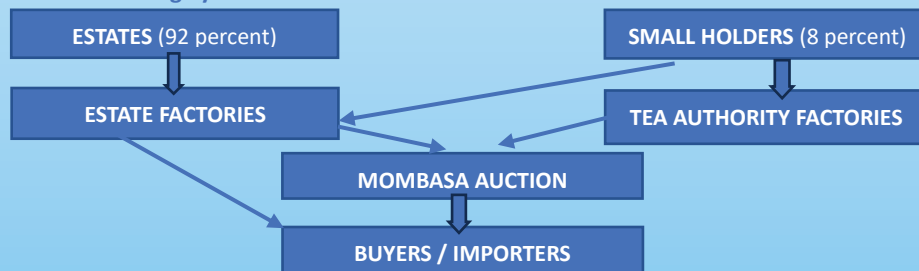 ESTATES (92 percent)
SMALL HOLDERS (8 percent)
ESTATE FACTORIES
TEA AUTHORITY FACTORIES
MOMBASA AUCTION
BUYERS / IMPORTERS